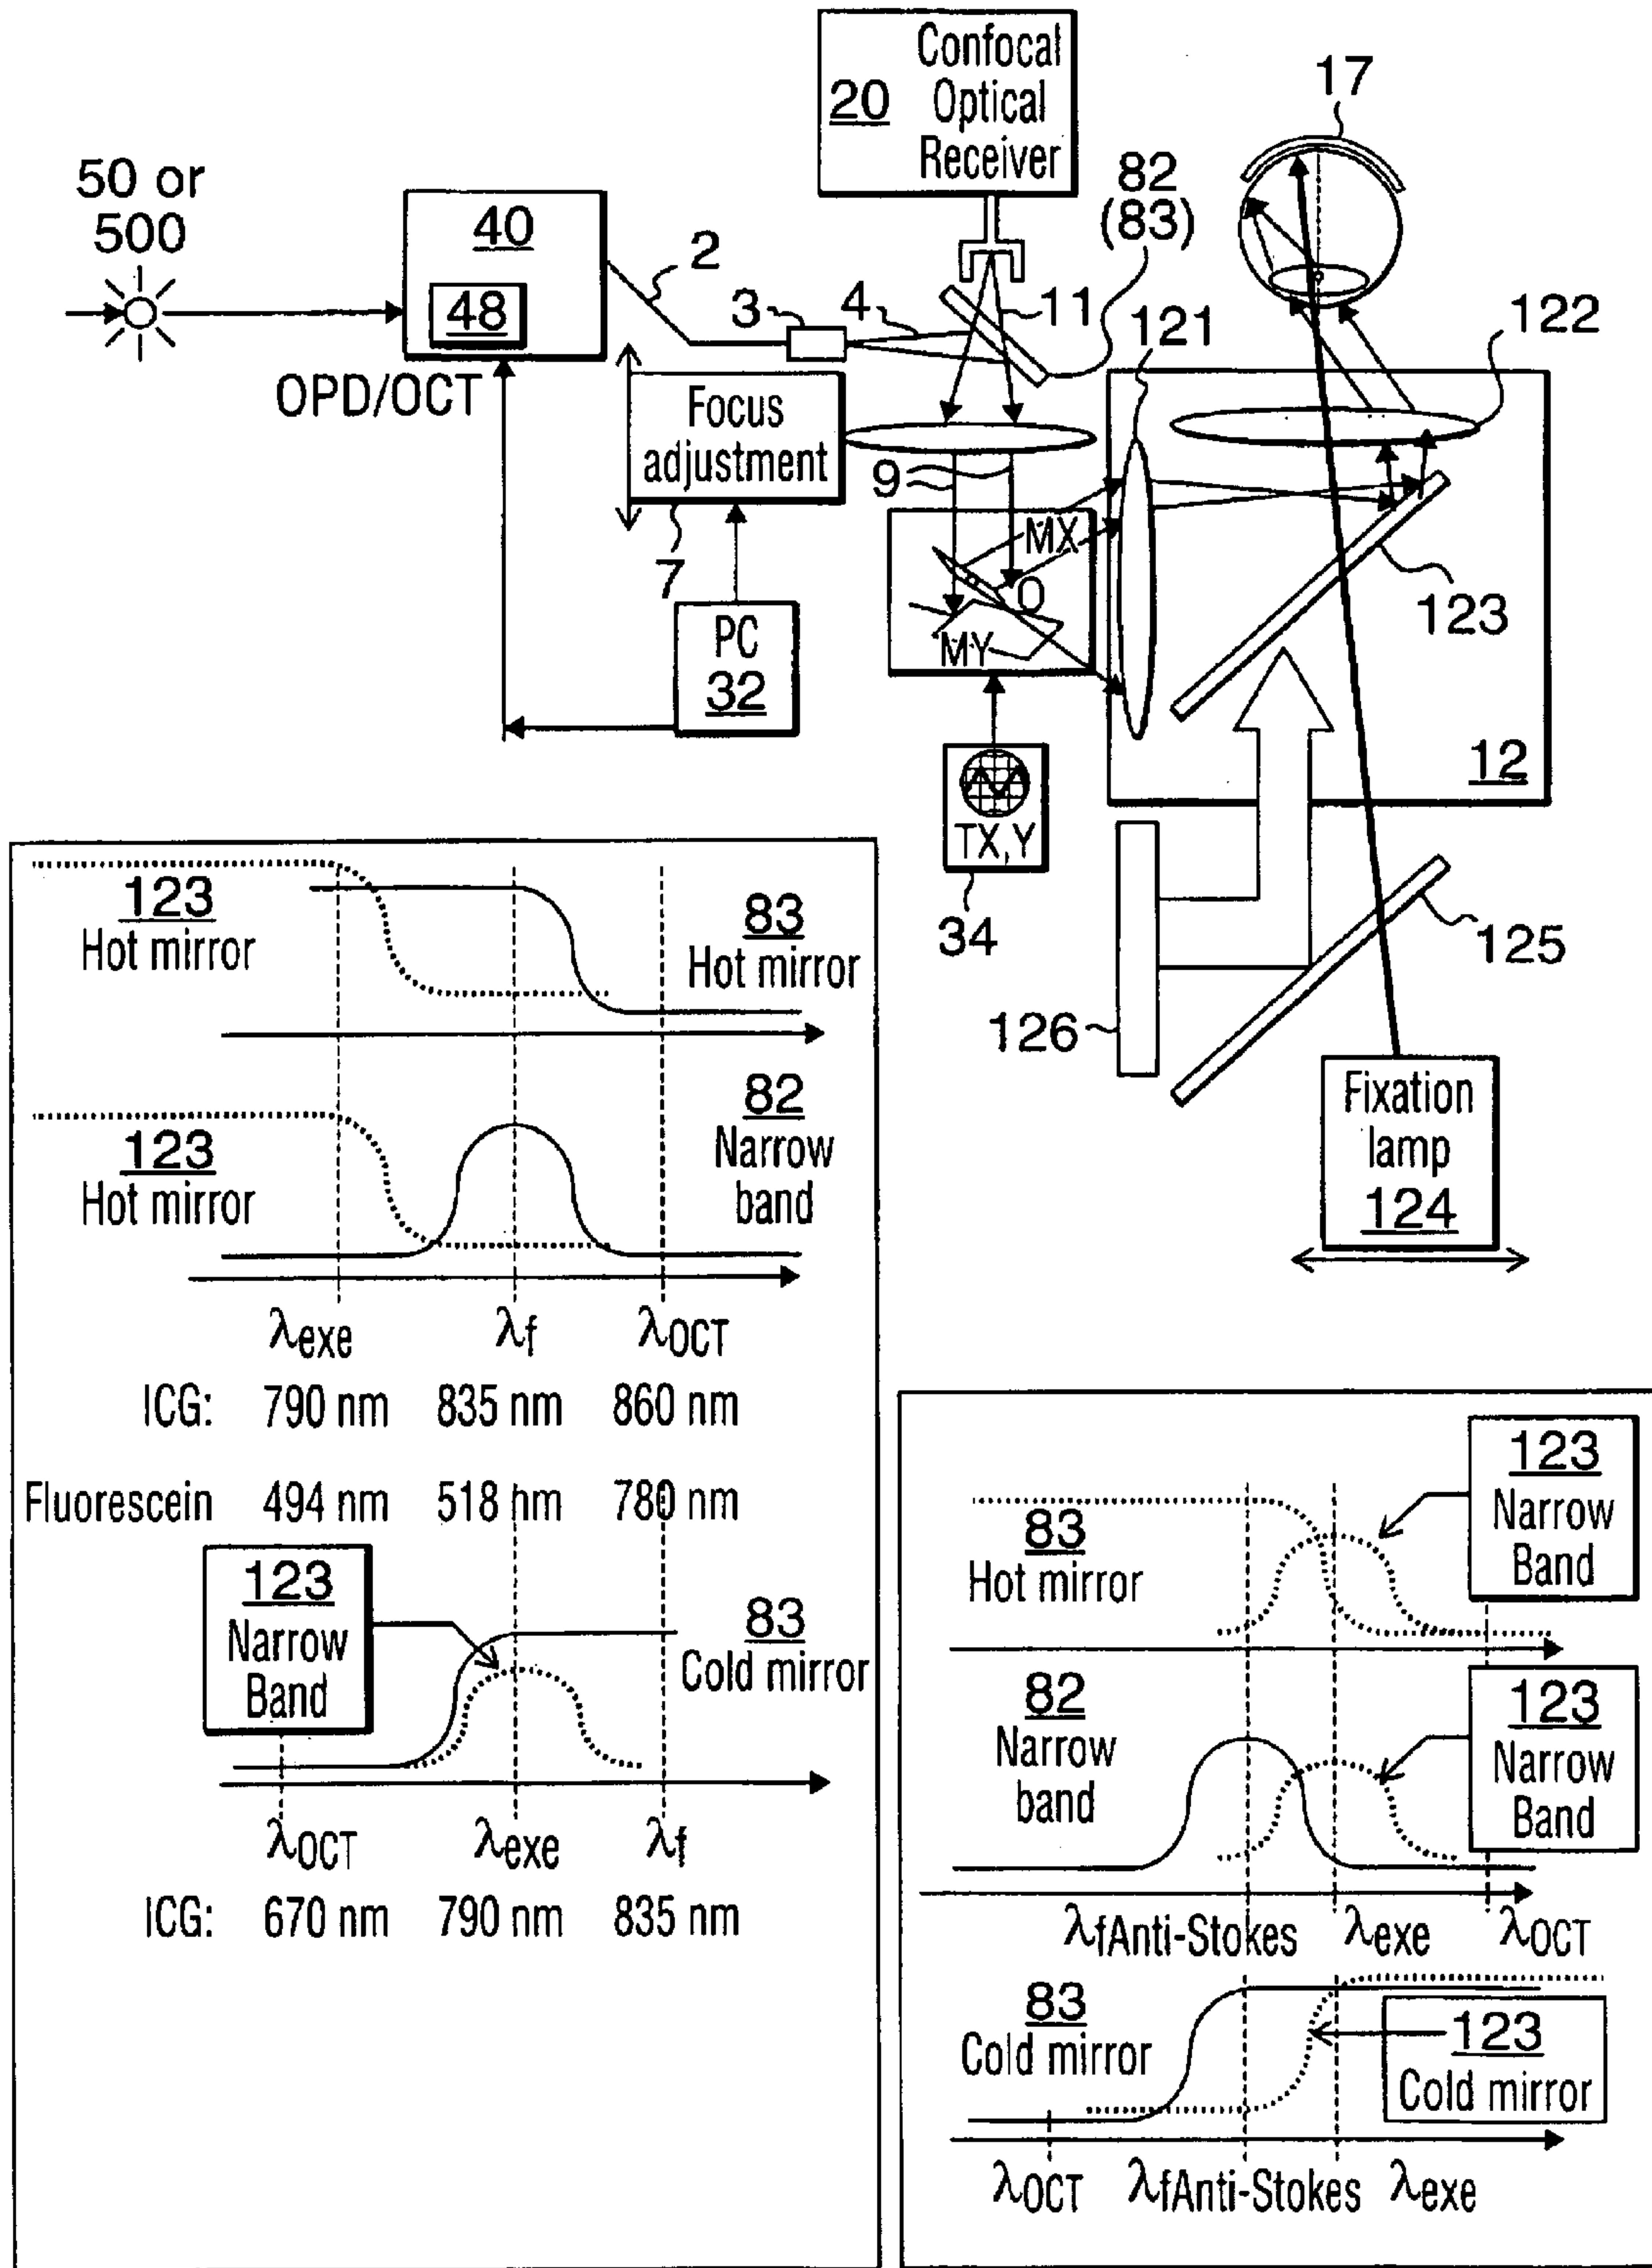 Confocal
Optical
Receiver
20
17
50 or
500
40
48
2
3
4
11
82
(83)
121
122
OPD/OCT
Focus
adjustment
9
7
MX
O
MY
123
PC
32
12
TX,Y
34
125
126
Fixation
lamp
124
123
Hot mirror
83
Hot mirror
82
Narrow
band
123
Hot mirror
λexe λf λOCT
ICG: 790 nm 835 nm 860 nm
Fluorescein 494 nm 518 nm 780 nm
123
Narrow
Band
83
Cold mirror
λOCT λexe λf
ICG: 670 nm 790 nm 835 nm
123
Narrow
Band
83
Hot mirror
82
Narrow
band
123
Narrow
Band
λfAnti-Stokes λexe λOCT
83
Cold mirror
123
Cold mirror
λOCT λfAnti-Stokes λexe